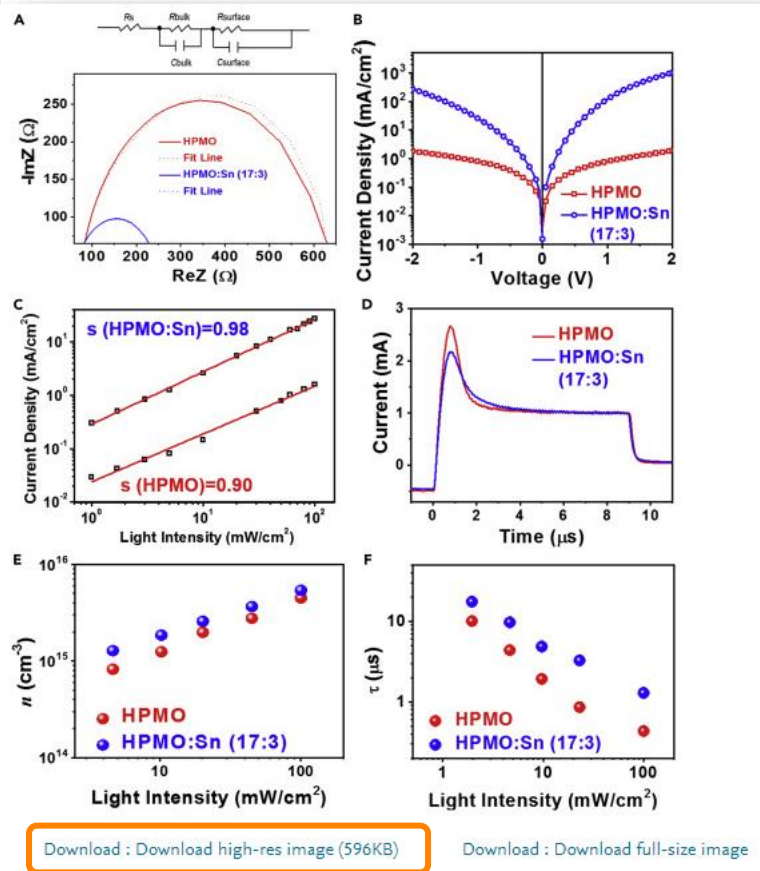 A
Rs
Rbulk
Rsurface
Cbulk
Csurface
-ImZ (Ω)
250
200
150
100
HPMO
Fit Line
HPMO:Sn (17:3)
Fit Line
100 200 300 400 500 600
ReZ (Ω)
B
Current Density (mA/cm²)
10³
10²
10¹
10⁰
10⁻¹
10⁻²
10⁻³
HPMO
HPMO:Sn
(17:3)
-2 -1 0 1 2
Voltage (V)
C
Current Density (mA/cm²)
10¹
10⁰
10⁻¹
10⁻²
s (HPMO:Sn)=0.98
s (HPMO)=0.90
10⁰ 10¹ 10²
Light Intensity (mW/cm²)
D
Current (mA)
3
2
1
0
HPMO
HPMO:Sn
(17:3)
0 2 4 6 8 10
Time (μs)
E
n (cm⁻³)
10¹⁶
10¹⁵
10¹⁴
HPMO
HPMO:Sn (17:3)
10 100
Light Intensity (mW/cm²)
F
τ (μs)
10
1
HPMO
HPMO:Sn (17:3)
1 10 100
Light Intensity (mW/cm²)
Download : Download high-res image (596KB)
Download : Download full-size image